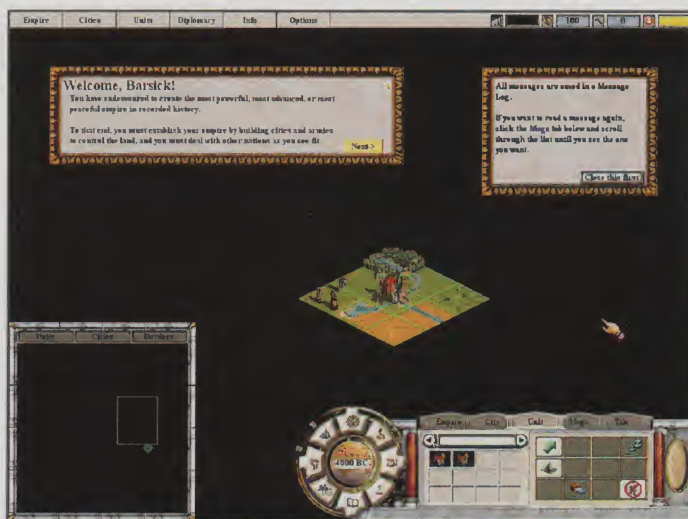 Empire Cities Units Diplomacy Info Options 100 0
Welcome, Barsick!
You have endeavoured to create the most powerful, most advanced, or most
peaceful empire in recorded history.
To that end, you must establish your empire by building cities and armies
to control the land, and you must deal with other nations as you see fit
Next->
All messages are saved in a Message
Log.
If you want to read a message again,
click the Msgs tab below and scroll
through the list until you see the one
you want.
Close this first
Units Cities Borders
Empire City Unit Msgs Tile
4000 BC